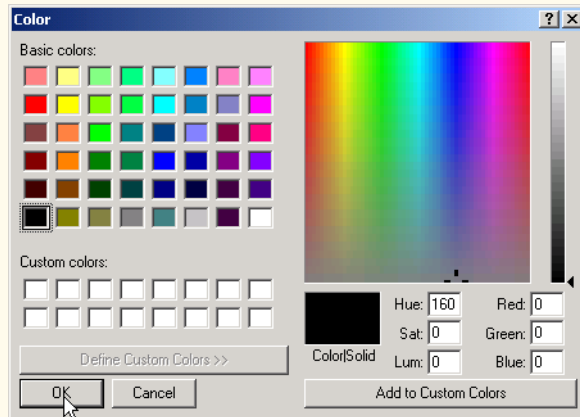 Color
Basic colors:
Custom colors:
Define Custom Colors >>
OK
Cancel
Color|Solid
Hue: 160
Sat: 0
Lum: 0
Red: 0
Green: 0
Blue: 0
Add to Custom Colors